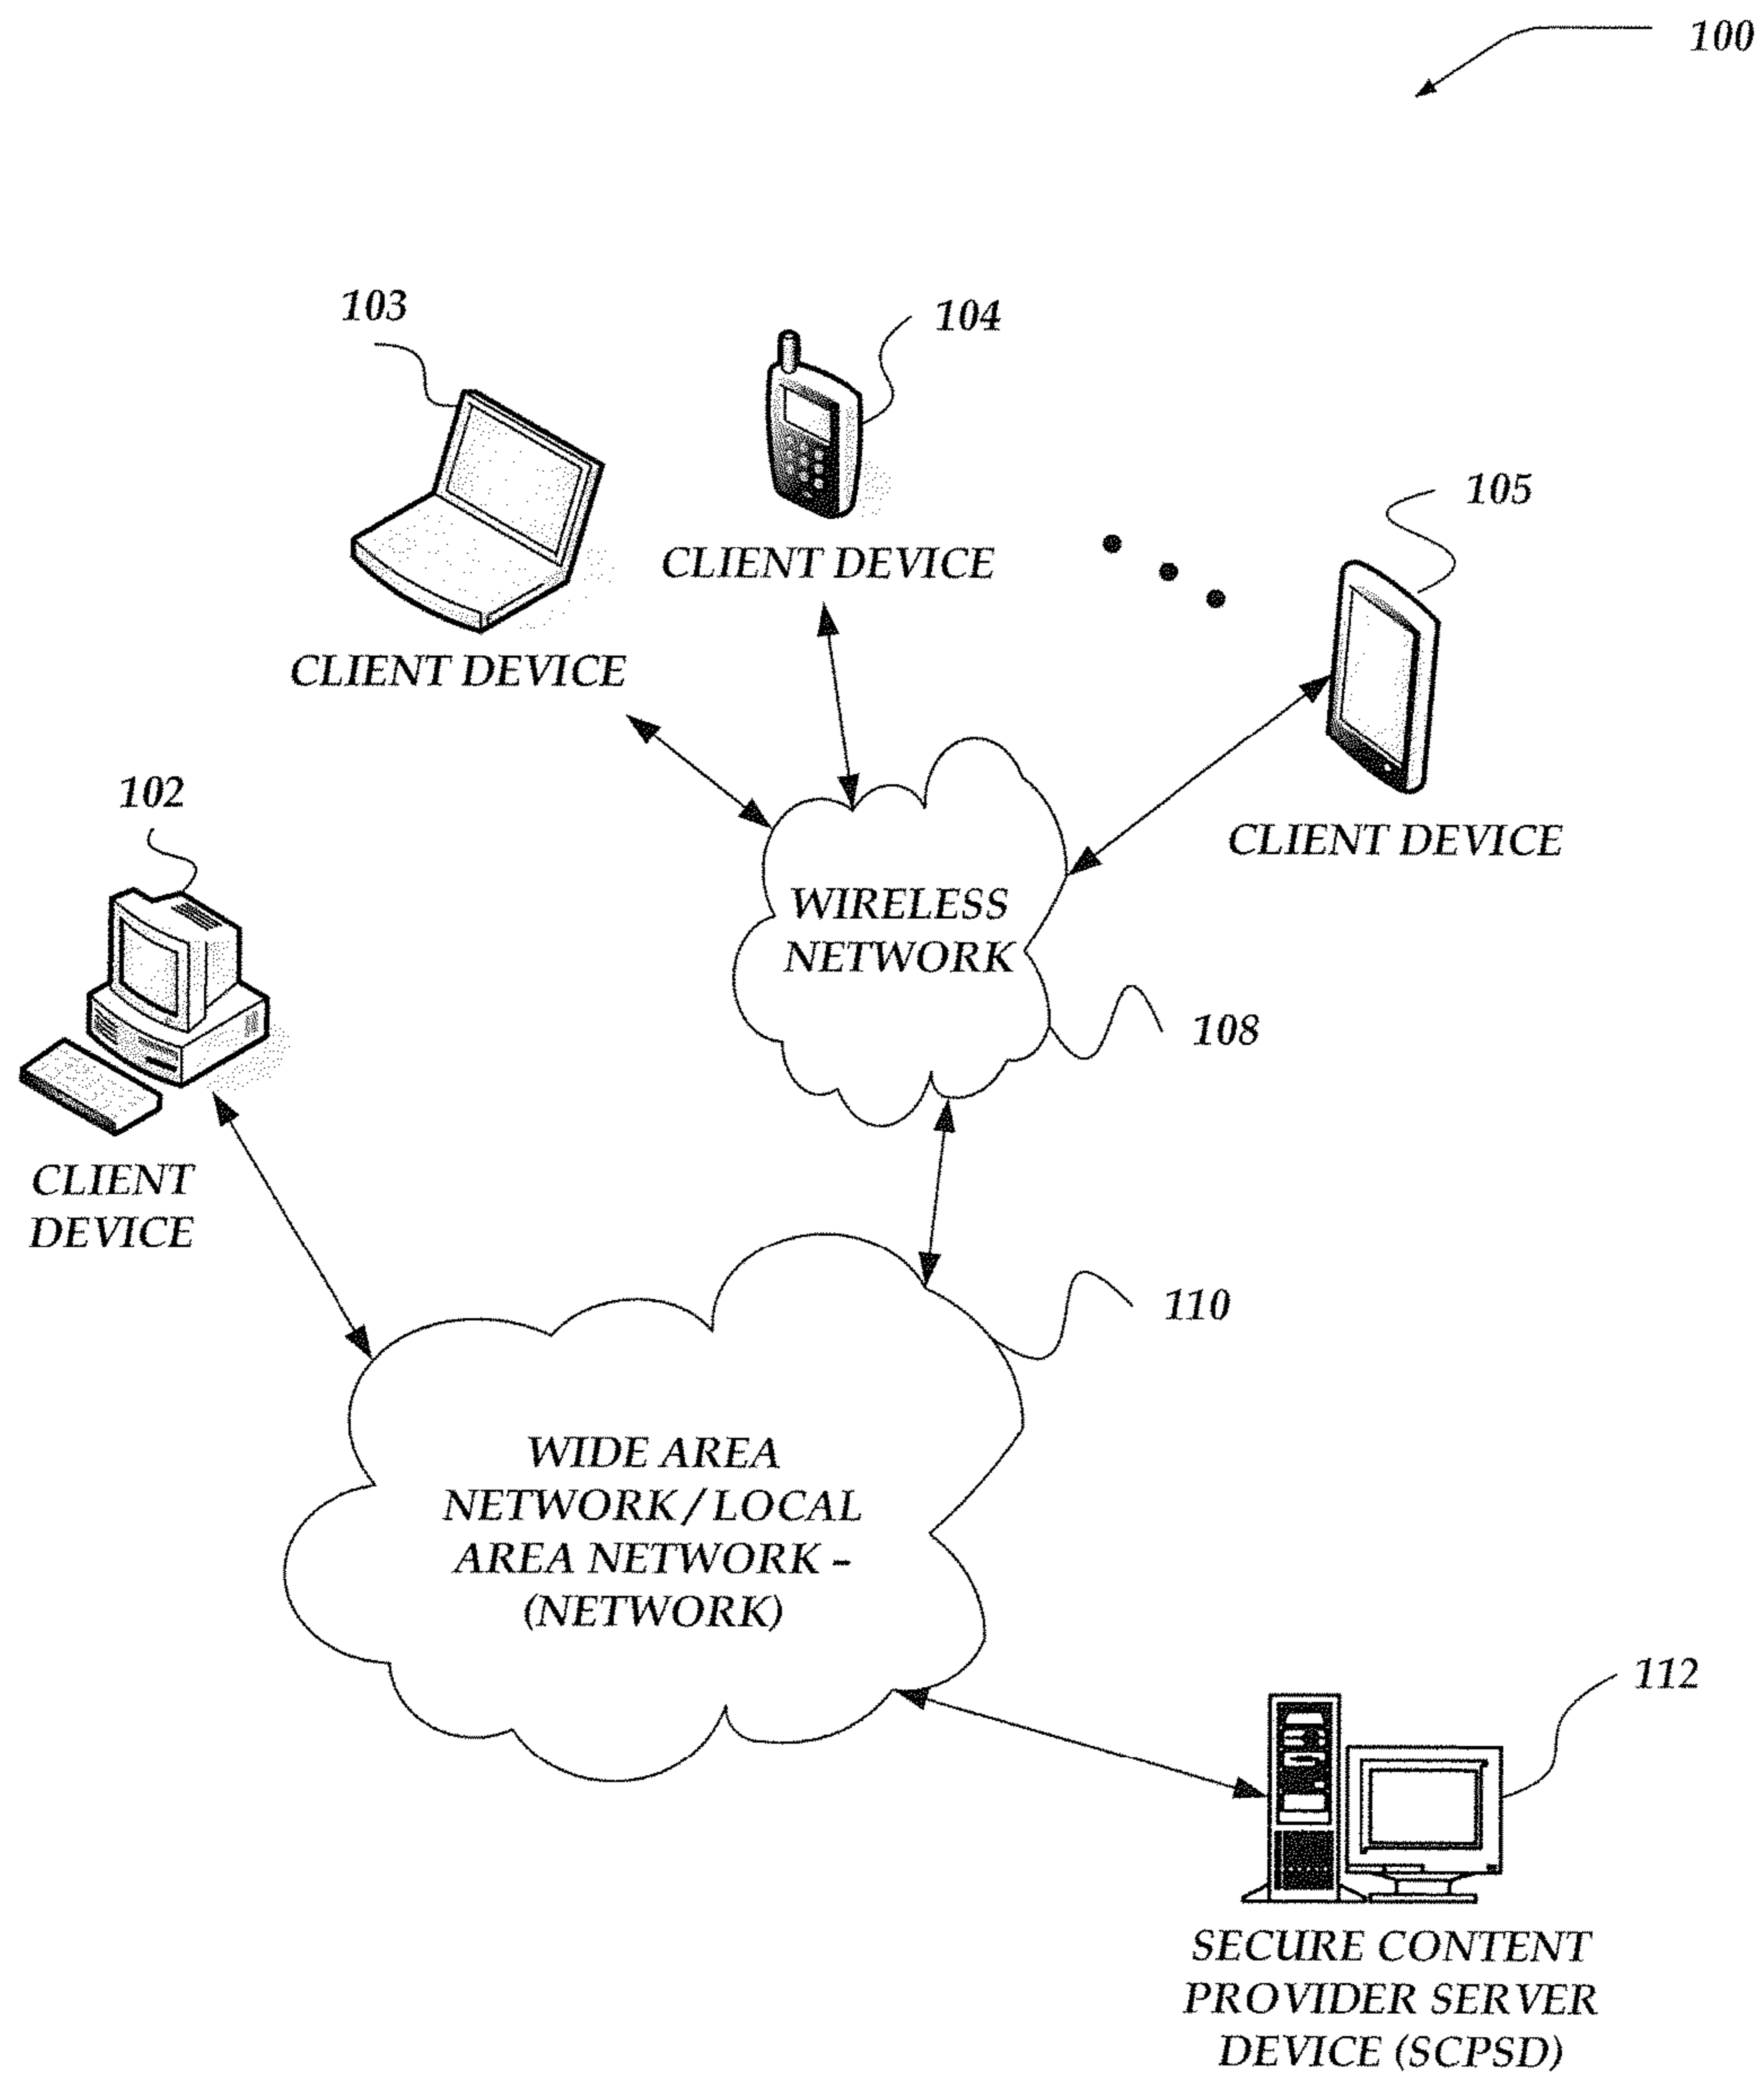 100
103
104
CLIENT DEVICE
105
CLIENT DEVICE
102
CLIENT DEVICE
WIRELESS
NETWORK
108
CLIENT
DEVICE
110
WIDE AREA
NETWORK/LOCAL
AREA NETWORK –
(NETWORK)
112
SECURE CONTENT
PROVIDER SERVER
DEVICE (SCPSD)